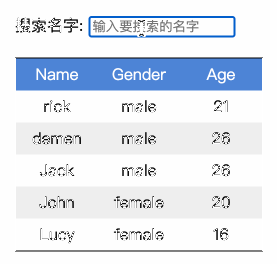 搜索名字: 输入要搜索的名字
Name Gender Age
rick male 21
damen male 26
Jack male 26
John female 20
Lucy female 16